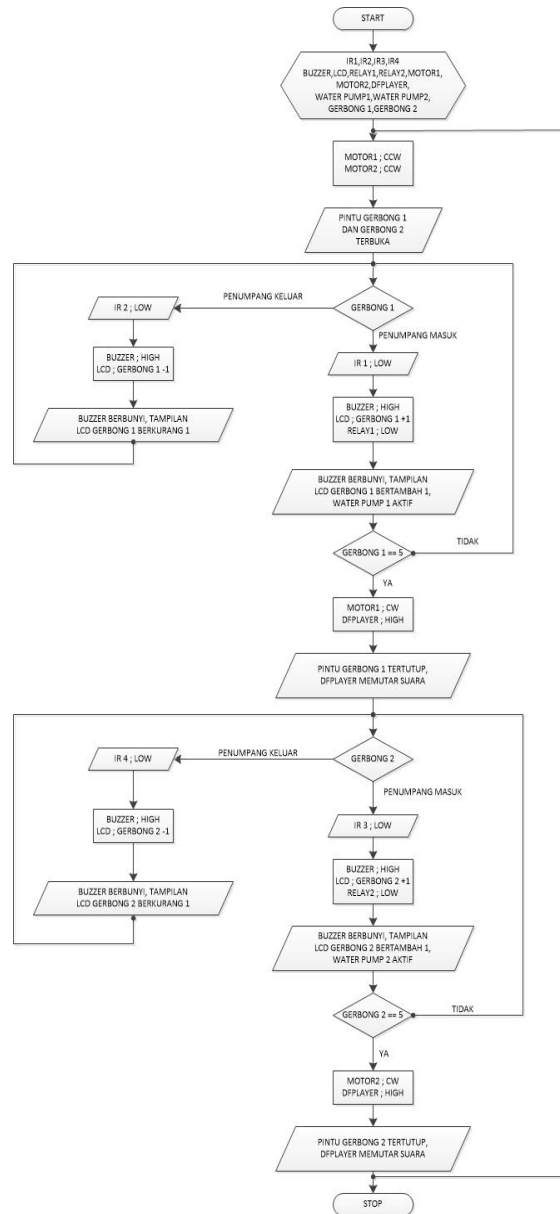 START
IR1,IR2,IR3,IR4
BUZZER,LCD,RELAY1,RELAY2,MOTOR1,
MOTOR2,DFPLAYER,
WATER PUMP1,WATER PUMP2,
GERBONG 1,GERBONG 2
MOTOR1 ; CCW
MOTOR2 ; CCW
PINTU GERBONG 1
DAN GERBONG 2
TERBUKA
GERBONG 1
PENUMPANG KELUAR
IR 2 ; LOW
BUZZER ; HIGH
LCD ; GERBONG 1 -1
BUZZER BERBUNYI, TAMPILAN
LCD GERBONG 1 BERKURANG 1
PENUMPANG MASUK
IR 1 ; LOW
BUZZER ; HIGH
LCD ; GERBONG 1 +1
RELAY1 ; LOW
BUZZER BERBUNYI, TAMPILAN
LCD GERBONG 1 BERTAMBAH 1,
WATER PUMP 1 AKTIF
GERBONG 1 == 5
TIDAK
YA
MOTOR1 ; CW
DFPLAYER ; HIGH
PINTU GERBONG 1 TERTUTUP,
DFPLAYER MEMUTAR SUARA
GERBONG 2
PENUMPANG KELUAR
IR 4 ; LOW
BUZZER ; HIGH
LCD ; GERBONG 2 -1
BUZZER BERBUNYI, TAMPILAN
LCD GERBONG 2 BERKURANG 1
PENUMPANG MASUK
IR 3 ; LOW
BUZZER ; HIGH
LCD ; GERBONG 2 +1
RELAY2 ; LOW
BUZZER BERBUNYI, TAMPILAN
LCD GERBONG 2 BERTAMBAH 1,
WATER PUMP 2 AKTIF
GERBONG 2 == 5
TIDAK
YA
MOTOR2 ; CW
DFPLAYER ; HIGH
PINTU GERBONG 2 TERTUTUP,
DFPLAYER MEMUTAR SUARA
STOP